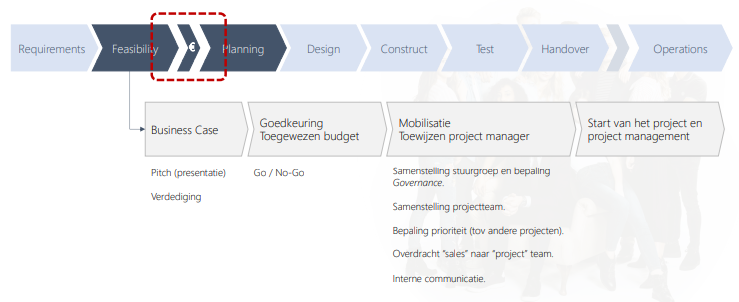 Requirements
Feasibility
€
Planning
Design
Construct
Test
Handover
Operations
Business Case
Goedkeuring
Toegewezen budget
Mobilisatie
Toewijzen project manager
Start van het project en
project management
Pitch (presentatie)
Verdediging
Go / No-Go
Samenstelling stuurgroep en bepaling
Governance.
Samenstelling projectteam.
Bepaling prioriteit (tov andere projecten).
Overdracht “sales” naar “project” team.
Interne communicatie.